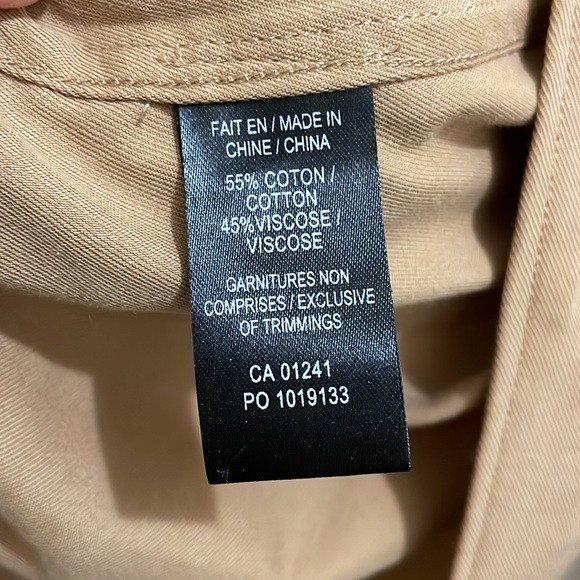 FAIT EN / MADE IN
CHINE / CHINA
55% COTON /
COTTON
45%VISCOSE /
VISCOSE
GARNITURES NON
COMPRISES / EXCLUSIVE
OF TRIMMINGS
CA 01241
PO 1019133